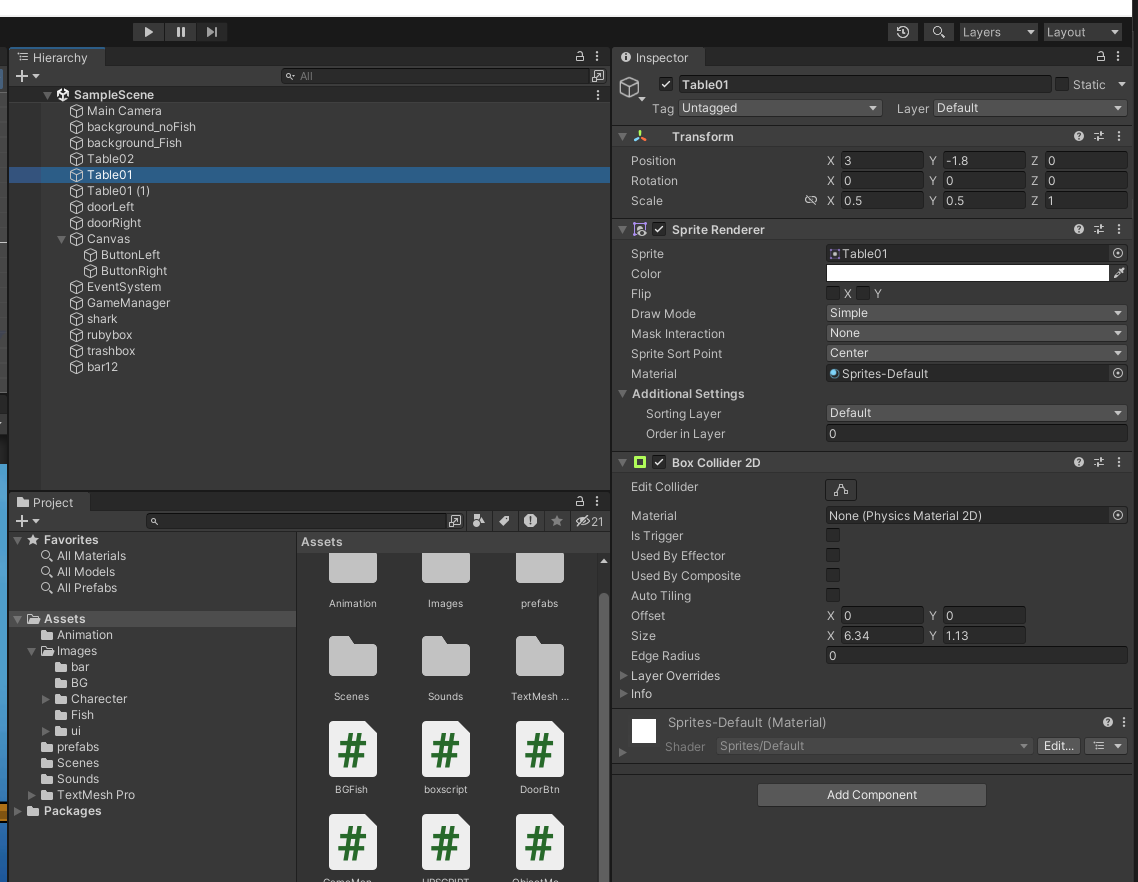 Layers
Layout
Hierarchy
All
SampleScene
Main Camera
background_noFish
background_Fish
Table02
Table01
Table01 (1)
doorLeft
doorRight
Canvas
ButtonLeft
ButtonRight
EventSystem
GameManager
shark
rubybox
trashbox
bar12
Project
21
Favorites
All Materials
All Models
All Prefabs
Assets
Animation
Images
bar
BG
Charecter
Fish
ui
prefabs
Scenes
Sounds
TextMesh Pro
Packages
Assets
Animation
Images
prefabs
Scenes
Sounds
TextMesh ...
#
#
#
BGFish
boxscript
DoorBtn
#
#
#
Inspector
Table01
Static
Tag Untagged
Layer Default
Transform
Position X 3 Y -1.8 Z 0
Rotation X 0 Y 0 Z 0
Scale X 0.5 Y 0.5 Z 1
Sprite Renderer
Sprite Table01
Color
Flip X Y
Draw Mode Simple
Mask Interaction None
Sprite Sort Point Center
Material Sprites-Default
Additional Settings
Sorting Layer Default
Order in Layer 0
Box Collider 2D
Edit Collider
Material None (Physics Material 2D)
Is Trigger
Used By Effector
Used By Composite
Auto Tiling
Offset X 0 Y 0
Size X 6.34 Y 1.13
Edge Radius 0
Layer Overrides
Info
Sprites-Default (Material)
Shader Sprites/Default Edit...
Add Component